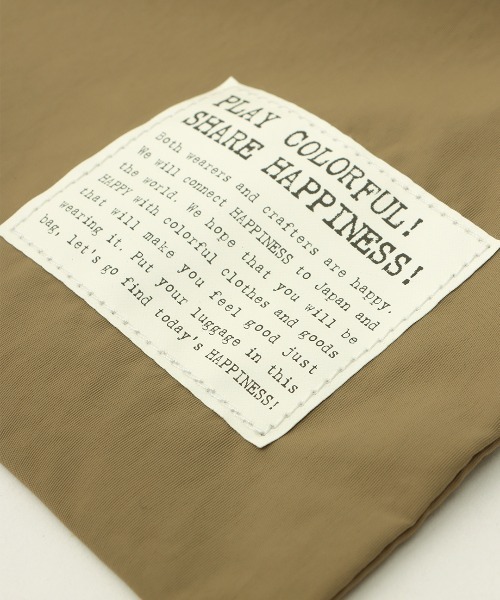 PLAY COLORFUL!
SHARE HAPPINESS!
Both wearers and crafters are happy.
We will connect HAPPINESS to Japan and
the world. We hope that you will be
HAPPY with colorful clothes and goods
that will make you feel good just
wearing it. Put your luggage in this
bag, let's go find today's HAPPINESS!